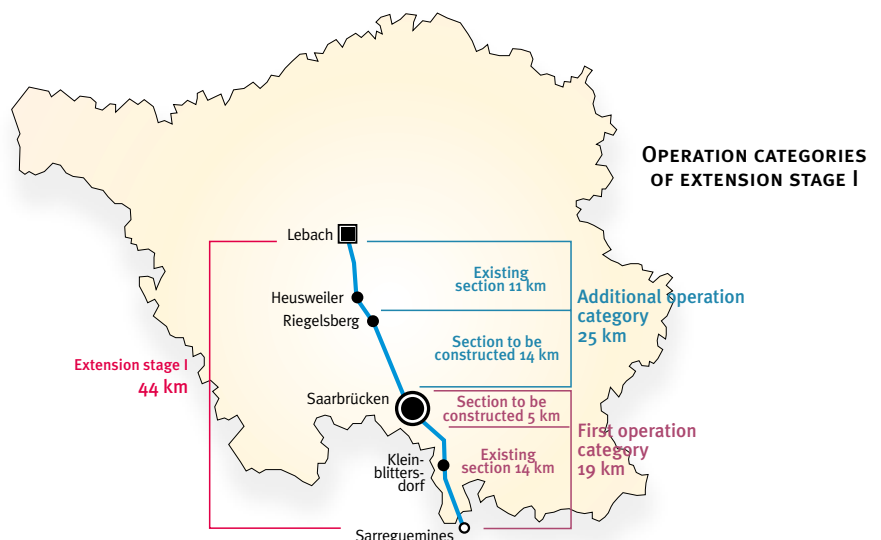 OPERATION CATEGORIES
OF EXTENSION STAGE I
Lebach
Existing
section 11 km
Heusweiler
Additional operation
category
25 km
Riegelsberg
Section to be
constructed 14 km
Extension stage I
44 km
Saarbrücken
Section to be
constructed 5 km
First operation
category
19 km
Klein-
blitters-
dorf
Existing
section 14 km
Sarreguemines